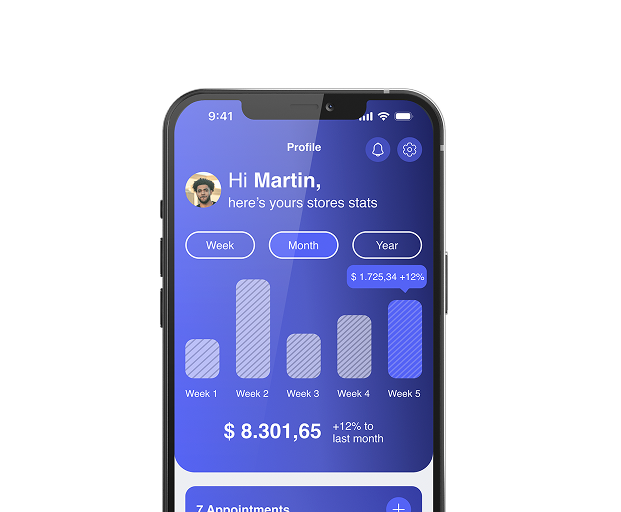 9:41
Profile
Hi Martin,
here's yours stores stats
Week Month Year
$ 1.725,34 +12%
Week 1 Week 2 Week 3 Week 4 Week 5
$ 8.301,65
+12% to
last month
7 Appointments